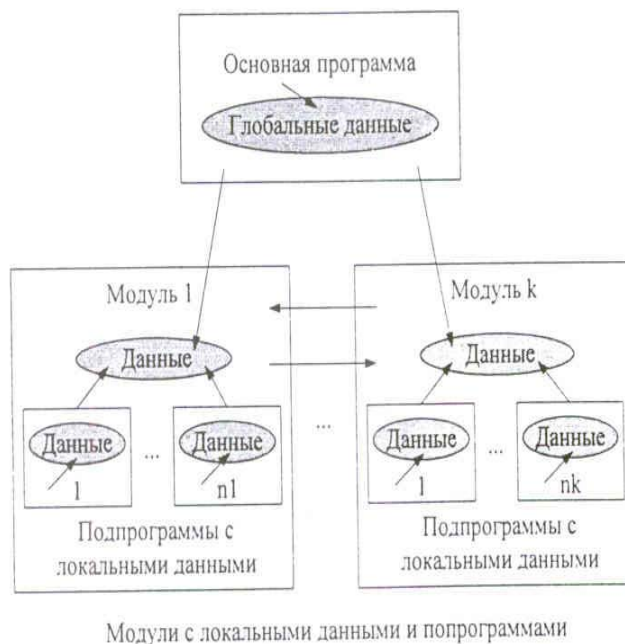 Основная программа
Глобальные данные
Модуль 1
Данные
Данные
...
Данные
1
n1
Подпрограммы с
локальными данными
...
Модуль k
Данные
Данные
...
Данные
1
nk
Подпрограммы с
локальными данными
Модули с локальными данными и попрограммами